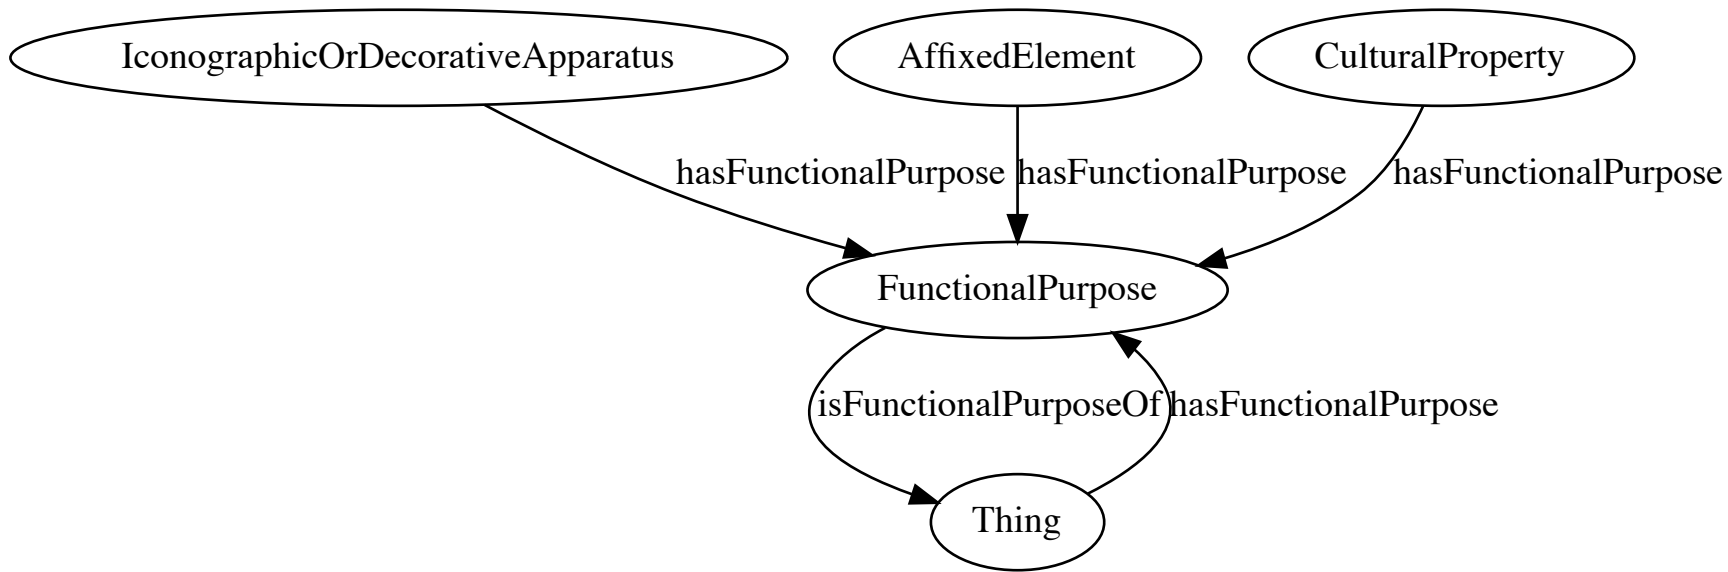 IconographicOrDecorativeApparatus
AffixedElement
CulturalProperty
hasFunctionalPurpose
hasFunctionalPurpose
hasFunctionalPurpose
FunctionalPurpose
isFunctionalPurposeOf
hasFunctionalPurpose
Thing